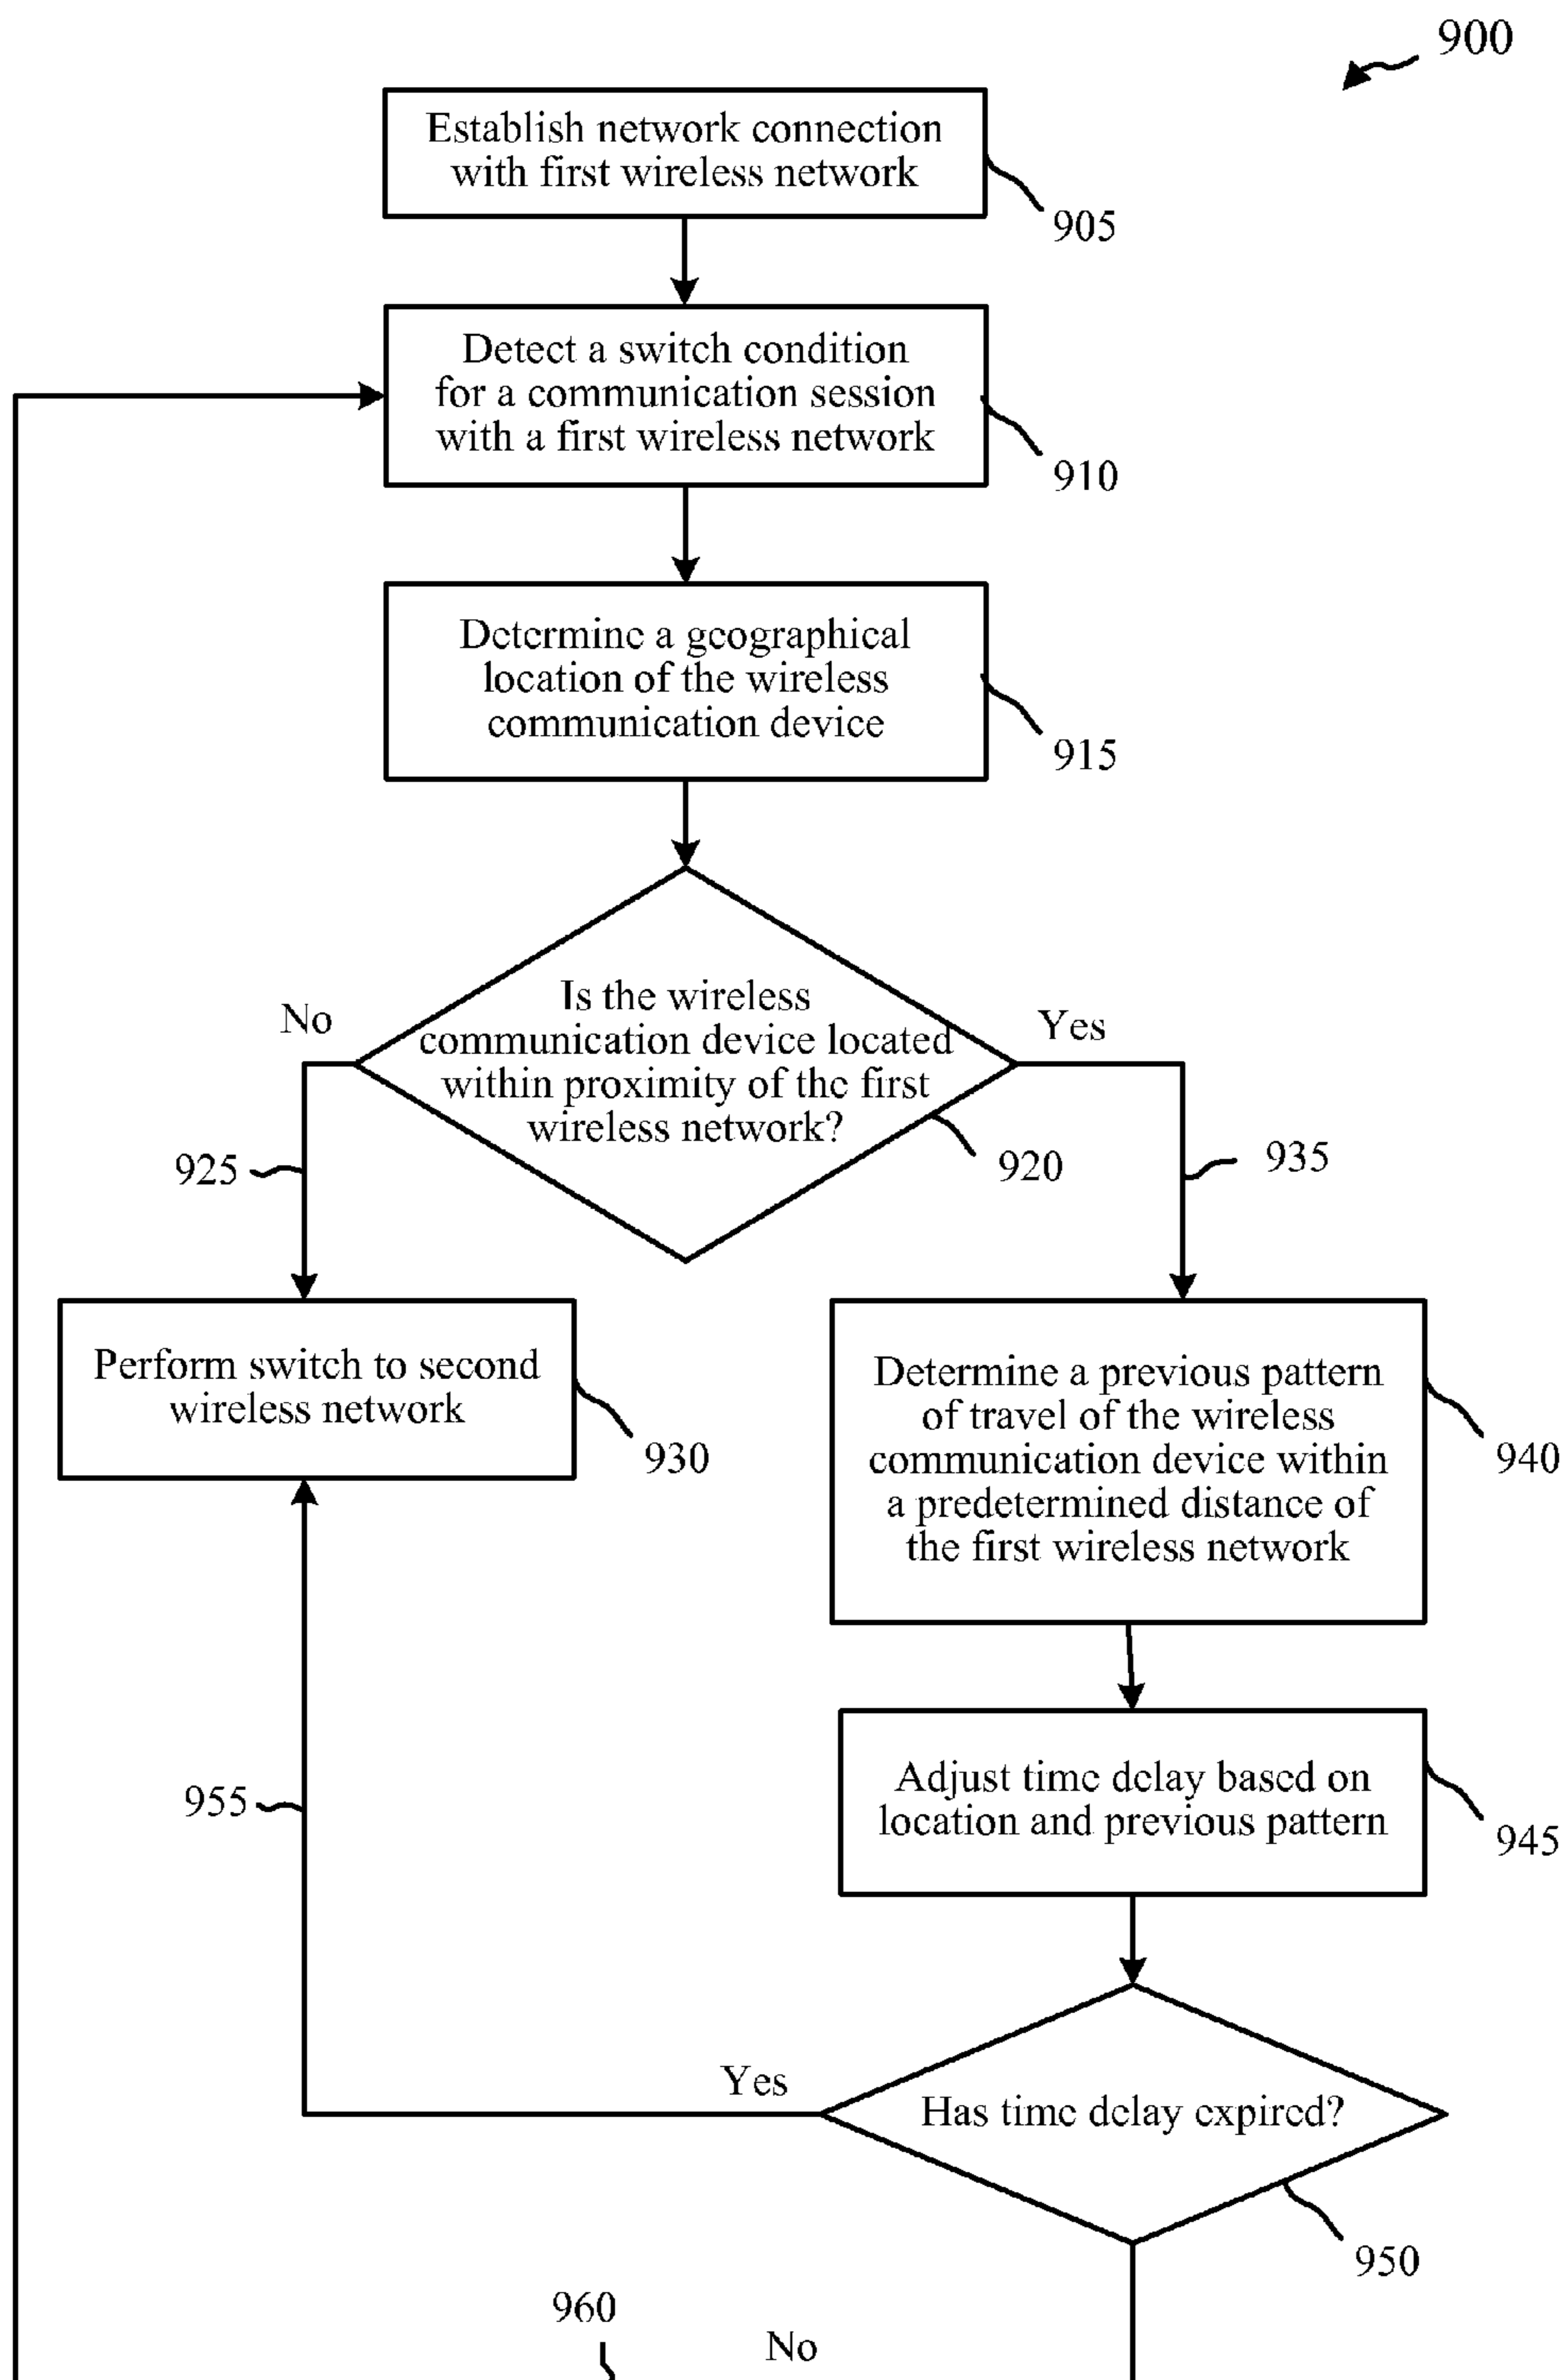 900
Establish network connection
with first wireless network
905
Detect a switch condition
for a communication session
with a first wireless network
910
Determine a geographical
location of the wireless
communication device
915
Is the wireless
communication device located
within proximity of the first
wireless network?
No
Yes
925
920
935
Perform switch to second
wireless network
930
Determine a previous pattern
of travel of the wireless
communication device within
a predetermined distance of
the first wireless network
940
Adjust time delay based on
location and previous pattern
945
955
Yes
Has time delay expired?
950
960
No